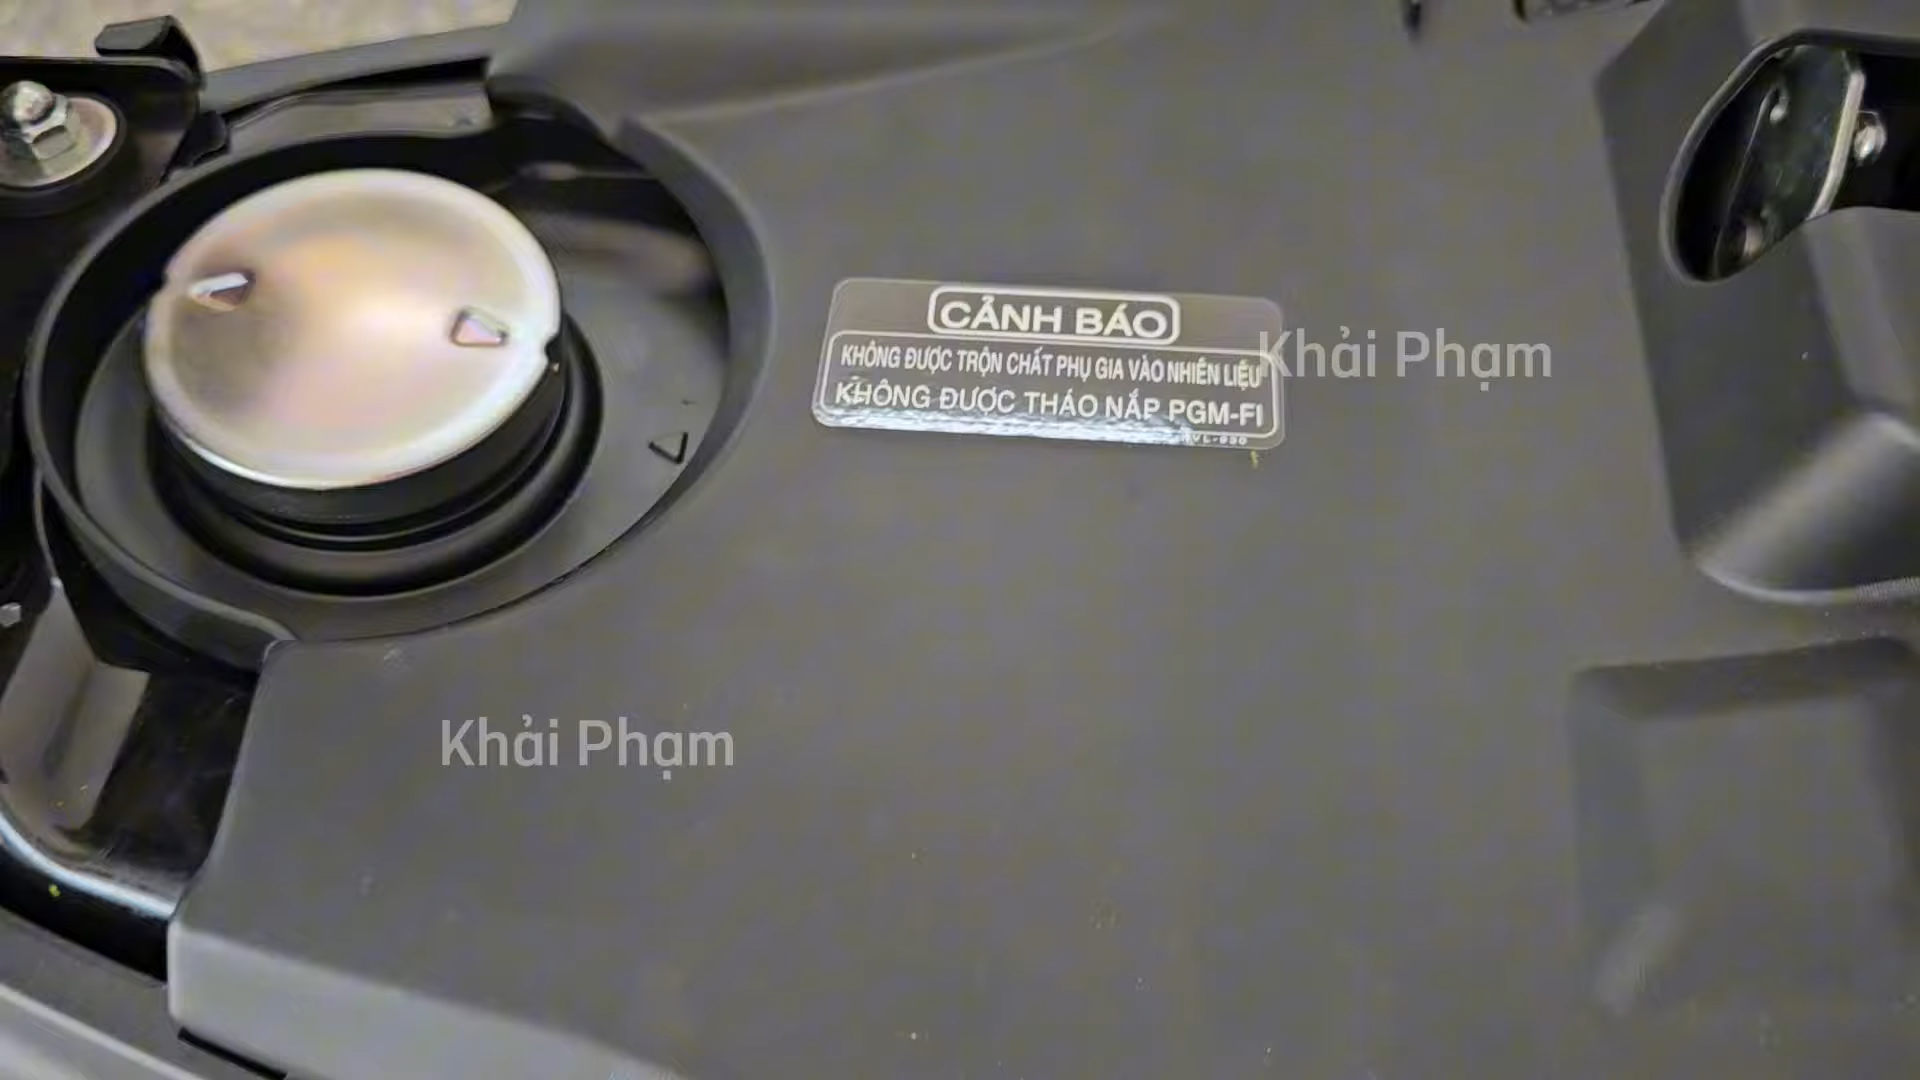 CẢNH BÁO
KHÔNG ĐƯỢC TRỘN CHẤT PHỤ GIA VÀO NHIÊN LIỆU
KHÔNG ĐƯỢC THÁO NẮP PGM-FI
Khải Phạm
Khải Phạm